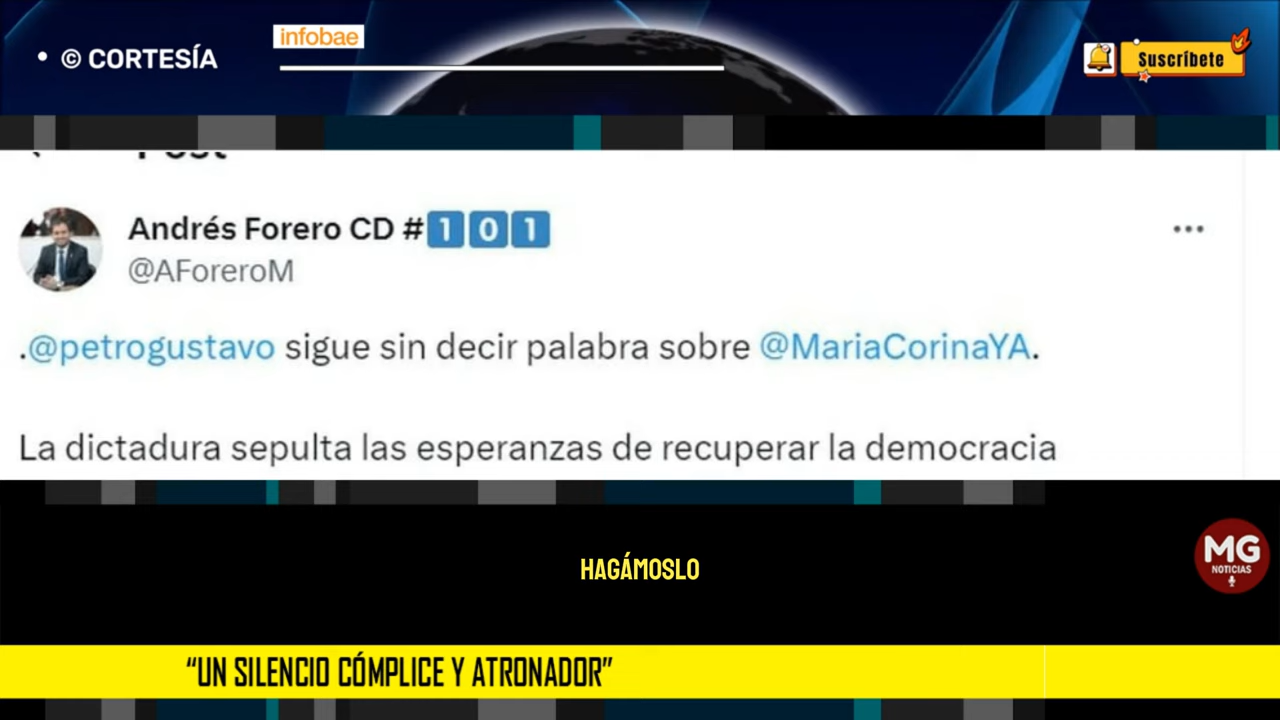 • © CORTESÍA
infobae
Suscríbete
Post
Andrés Forero CD #101
@AForeroM
.@petrogustavo sigue sin decir palabra sobre @MariaCorinaYA.
La dictadura sepulta las esperanzas de recuperar la democracia
HAGÁMOSLO
MG
NOTICIAS
“UN SILENCIO CÓMPLICE Y ATRONADOR”